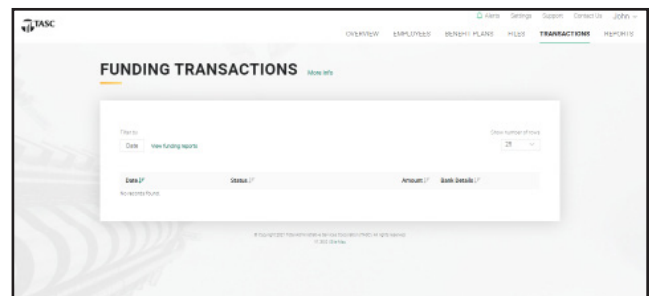 TASC
Alerts Settings Support Contact Us John
OVERVIEW EMPLOYEES BENEFIT PLANS FILES TRANSACTIONS REPORTS
FUNDING TRANSACTIONS More Info
Filter by
Show number of rows
Date View funding reports
25
Date Status Amount Bank Details
No records found.